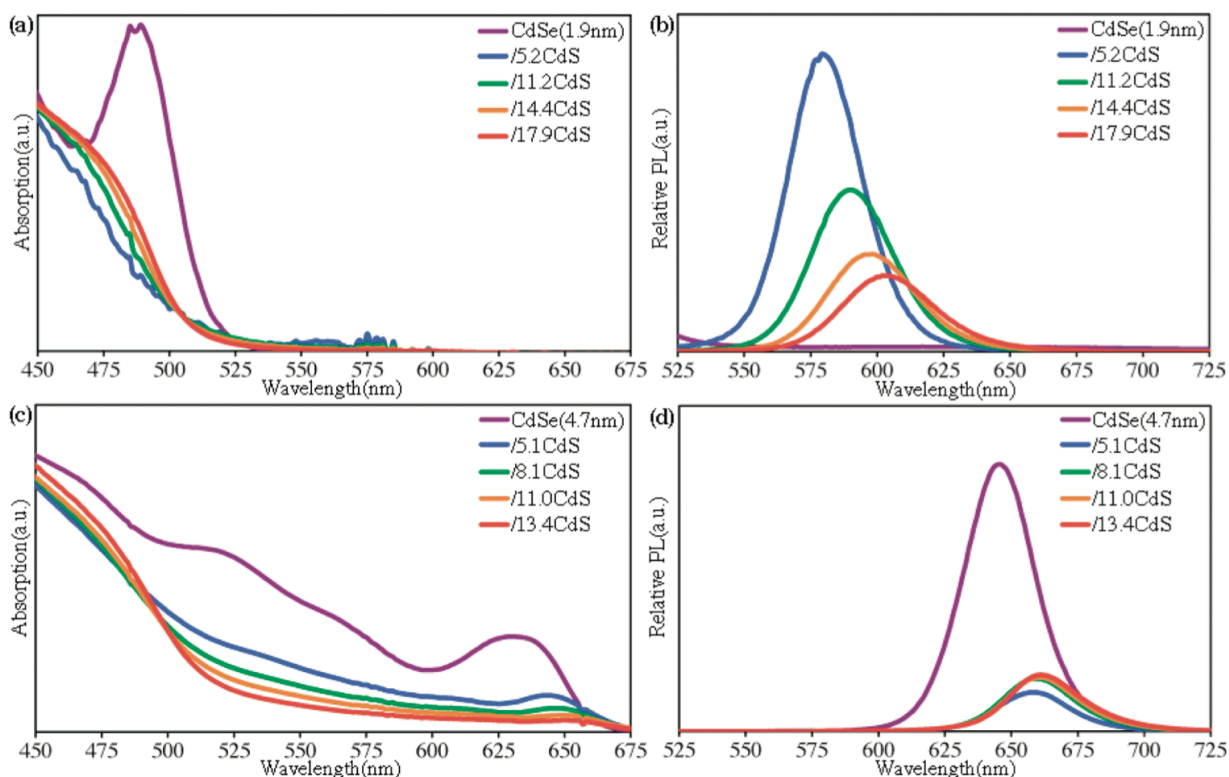 (a)
CdSe(1.9nm)
/5.2CdS
/11.2CdS
/14.4CdS
/17.9CdS
Absorption(a.u.)
450 475 500 525 550 575 600 625 650 675
Wavelength(nm)
(b)
CdSe(1.9nm)
/5.2CdS
/11.2CdS
/14.4CdS
/17.9CdS
Relative PL(a.u.)
525 550 575 600 625 650 675 700 725
Wavelength(nm)
(c)
CdSe(4.7nm)
/5.1CdS
/8.1CdS
/11.0CdS
/13.4CdS
Absorption(a.u.)
450 475 500 525 550 575 600 625 650 675
Wavelength(nm)
(d)
CdSe(4.7nm)
/5.1CdS
/8.1CdS
/11.0CdS
/13.4CdS
Relative PL(a.u.)
525 550 575 600 625 650 675 700 725
Wavelength(nm)